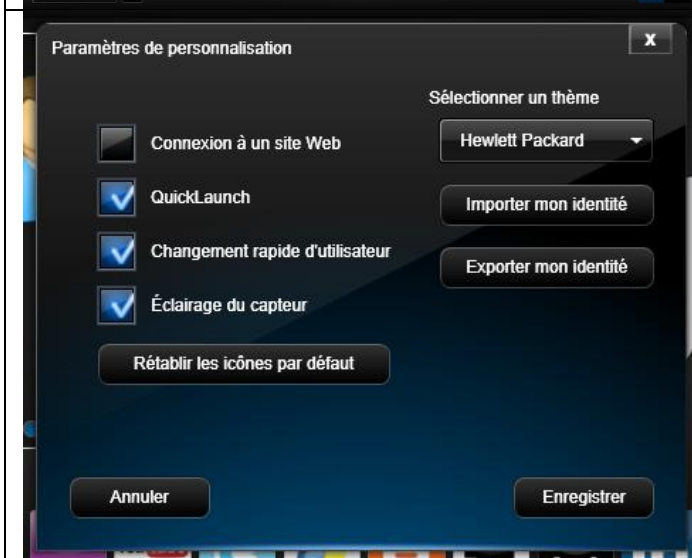 Paramètres de personnalisation
x
Sélectionner un thème
Connexion à un site Web
Hewlett Packard
QuickLaunch
Importer mon identité
Changement rapide d'utilisateur
Exporter mon identité
Éclairage du capteur
Rétablir les icônes par défaut
Annuler
Enregistrer